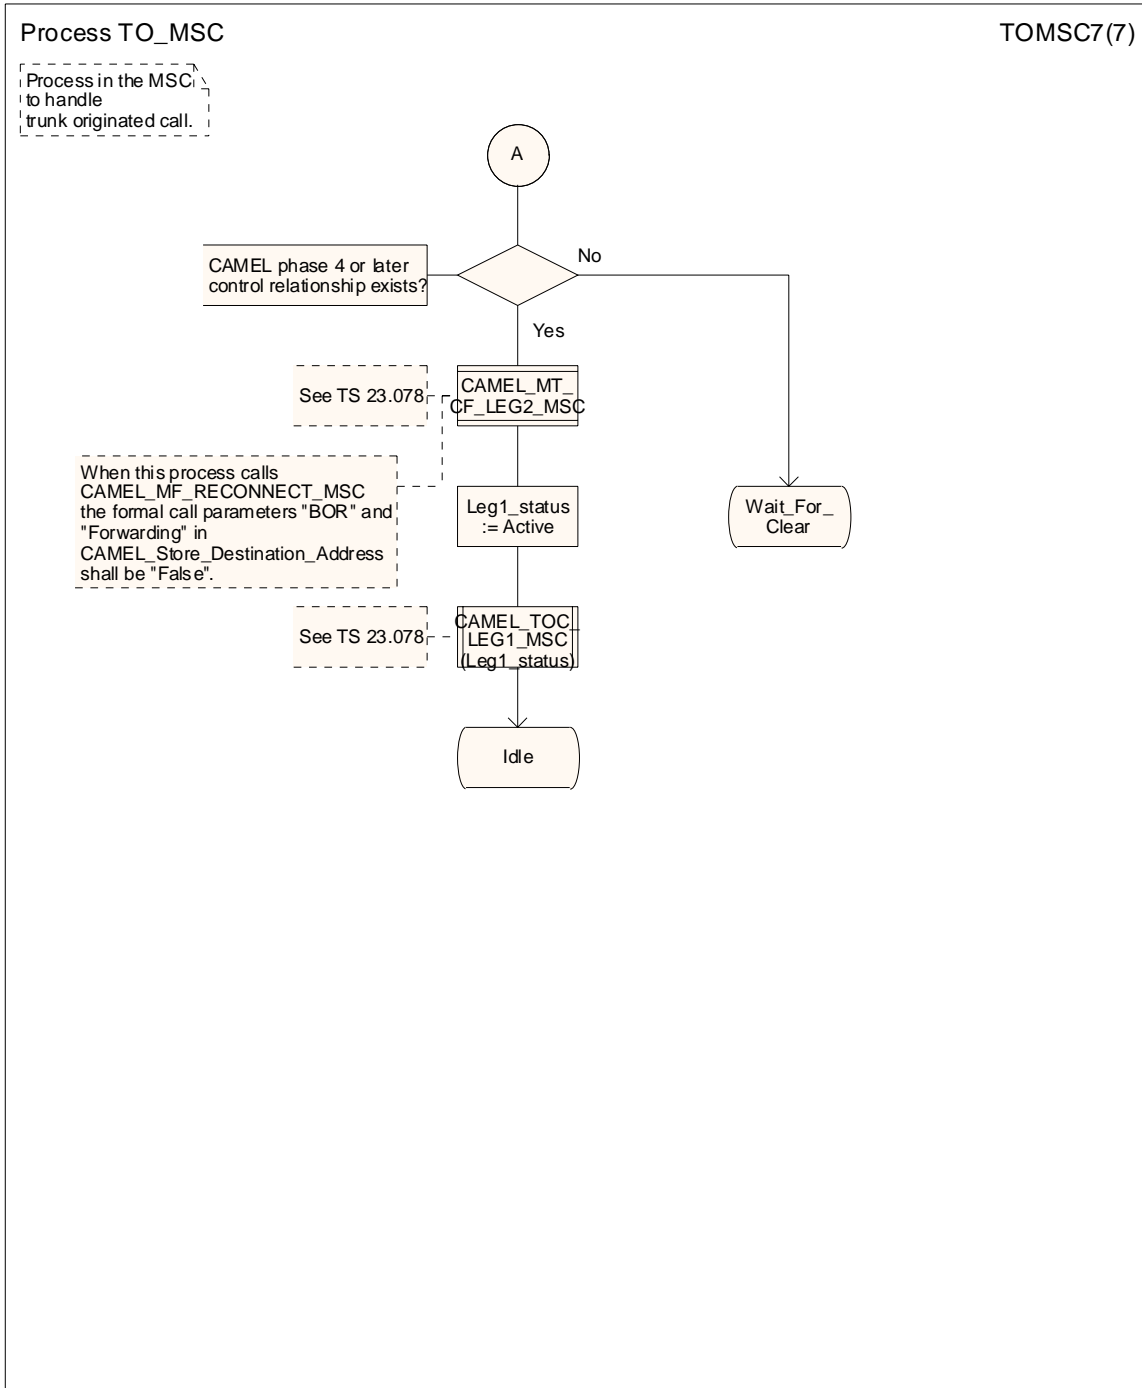 Process TO_MSC
TOMSC7(7)
Process in the MSC
to handle
trunk originated call.
A
CAMEL phase 4 or later
control relationship exists?
No
Yes
See TS 23.078
CAMEL_MT_
CF_LEG2_MSC
When this process calls
CAMEL_MF_RECONNECT_MSC
the formal call parameters "BOR" and
"Forwarding" in
CAMEL_Store_Destination_Address
shall be "False".
Leg1_status
:= Active
Wait_For_
Clear
See TS 23.078
CAMEL_TOC_
LEG1_MSC
(Leg1_status)
Idle